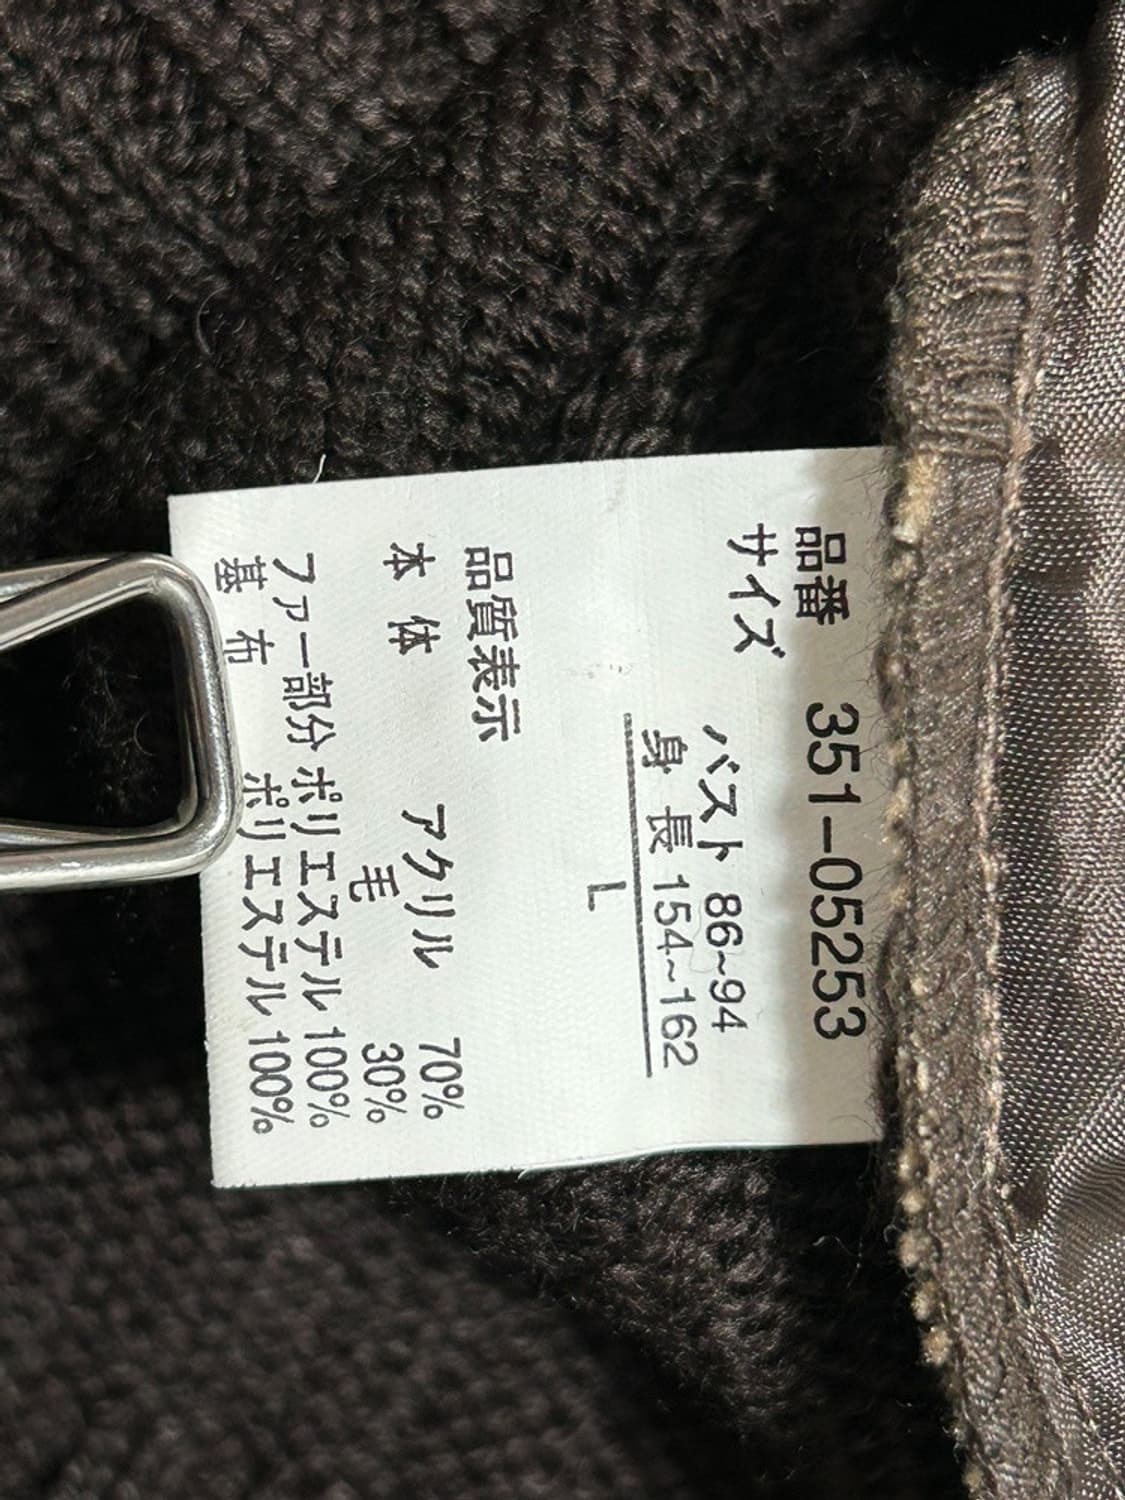 品番 351-05253
サイズ
バスト 86~94
身長 154~162
L
品質表示
本体 アクリル 70%
毛 30%
ファー部分 ポリエステル 100%
基布 ポリエステル 100%